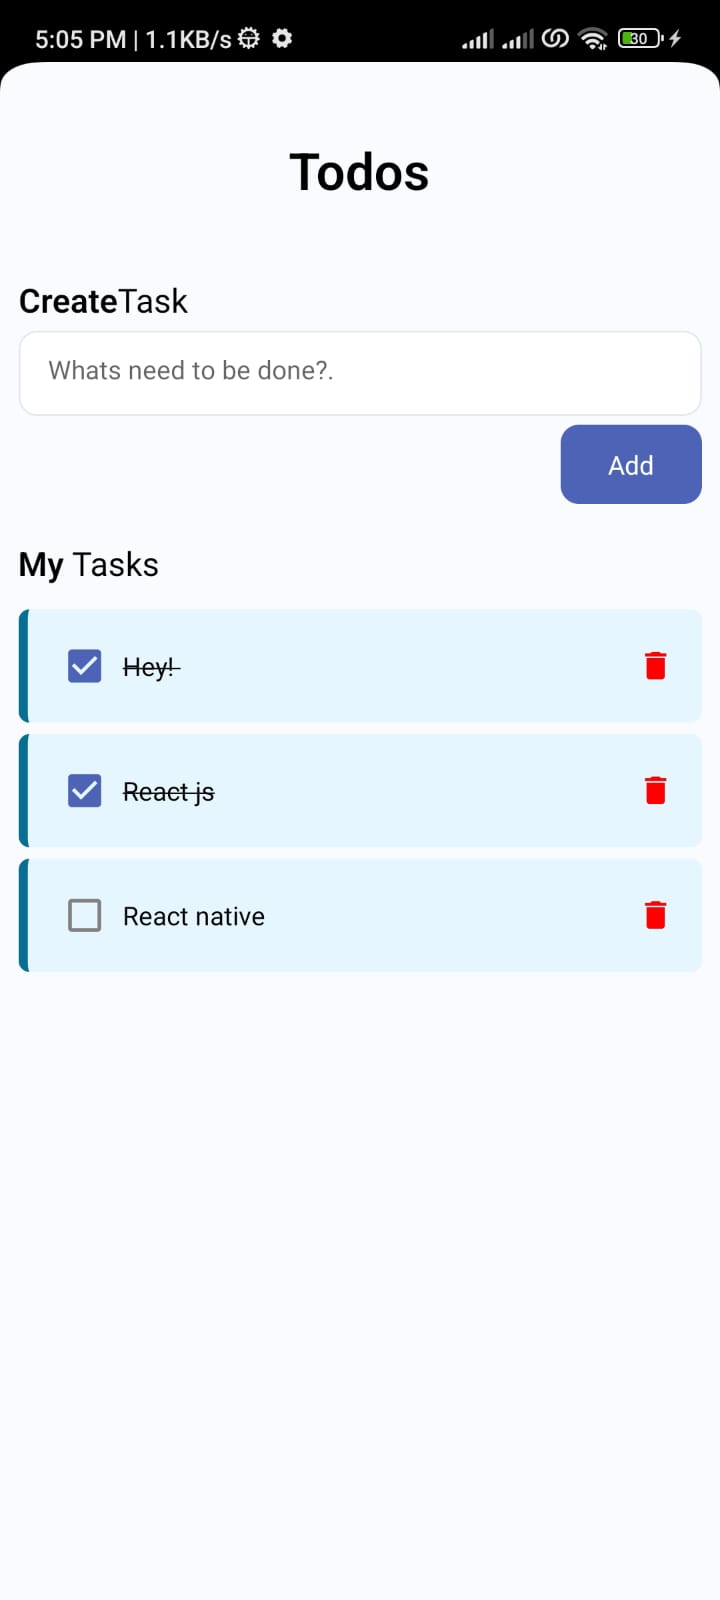 5:05 PM | 1.1KB/s 30
Todos
CreateTask
Whats need to be done?.
Add
My Tasks
Hey!
React js
React native